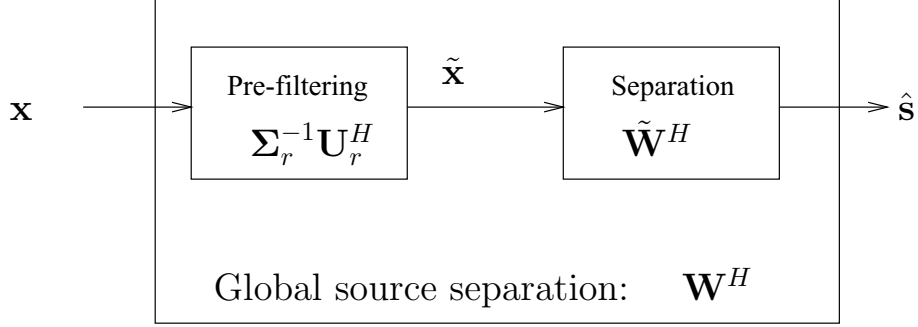 Pre-filtering x̃ Separation
x Σ_r^{-1} U_r^H W̃^H ŝ
Global source separation: W^H